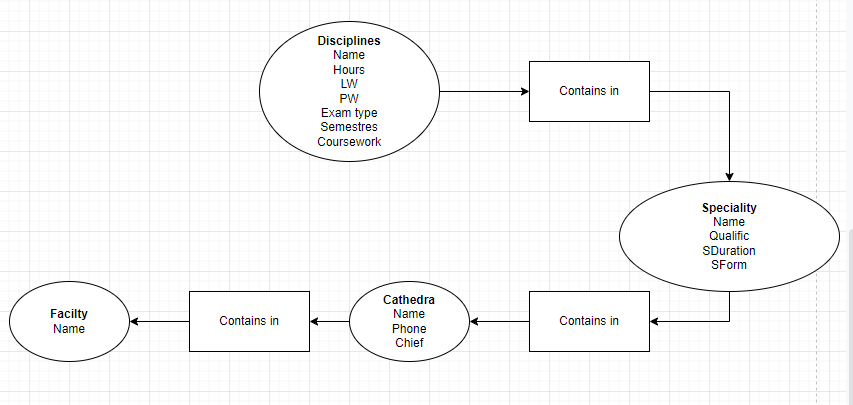 Disciplines
Name
Hours
LW
PW
Exam type
Semestres
Coursework
Contains in
Speciality
Name
Qualific
SDuration
SForm
Contains in
Cathedra
Name
Phone
Chief
Contains in
Facilty
Name